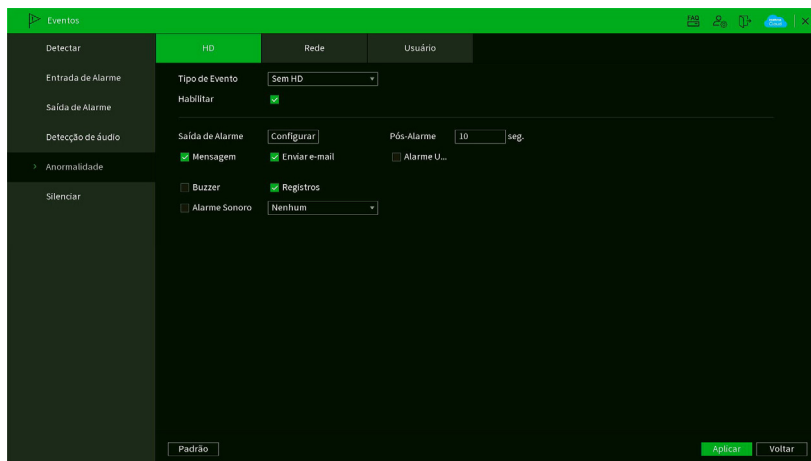 Eventos
FAQ
Detectar
Entrada de Alarme
Saída de Alarme
Detecção de áudio
> Anormalidade
Silenciar
HD Rede Usuário
Tipo de Evento Sem HD
Habilitar
Saída de Alarme Configurar Pós-Alarme 10 seg.
Mensagem Enviar e-mail Alarme U...
Buzzer Registros
Alarme Sonoro Nenhum
Padrão Aplicar Voltar